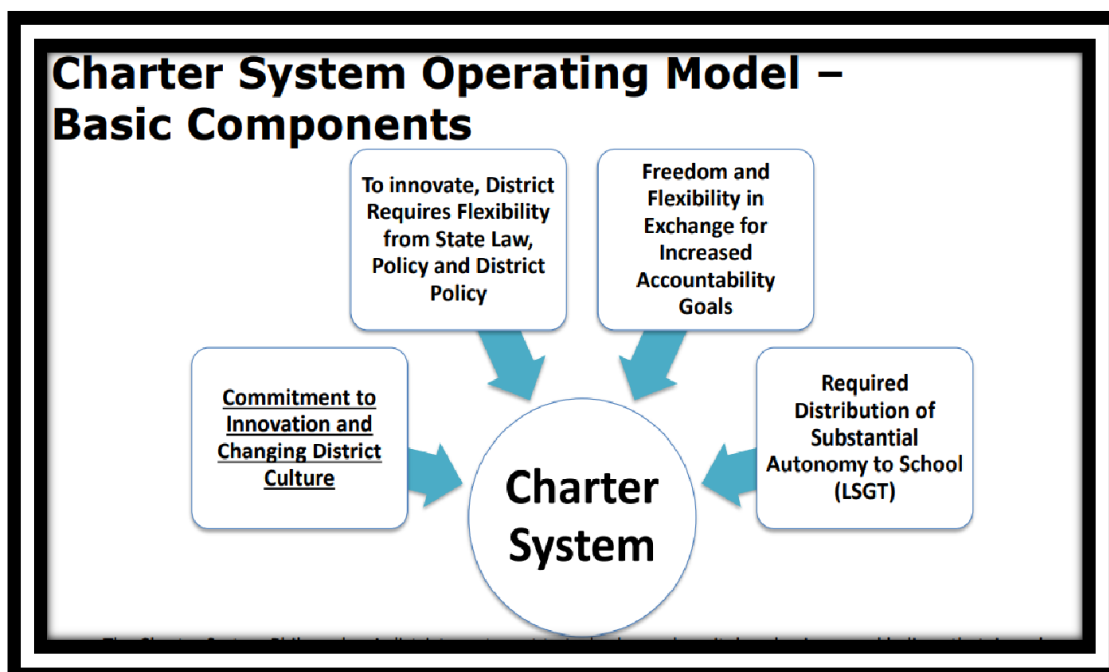 Charter System Operating Model –
Basic Components
To innovate, District
Requires Flexibility
from State Law,
Policy and District
Policy
Freedom and
Flexibility in
Exchange for
Increased
Accountability
Goals
Commitment to
Innovation and
Changing District
Culture
Required
Distribution of
Substantial
Autonomy to School
(LSGT)
Charter
System